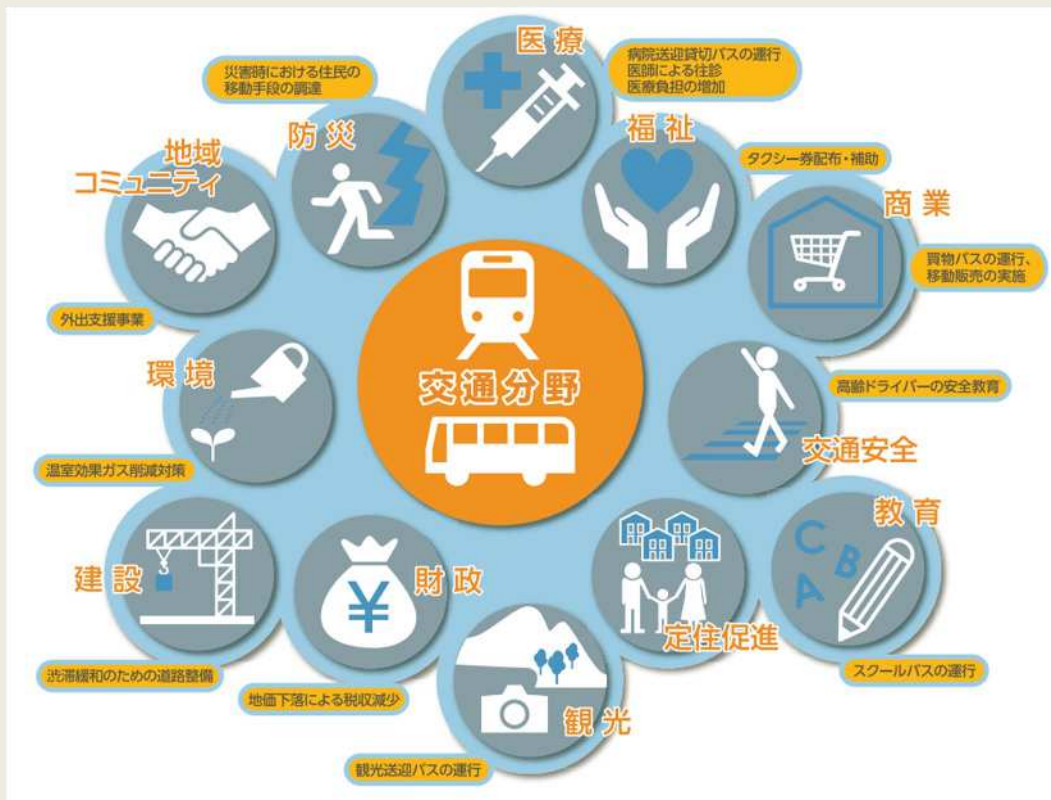 医療
病院送迎貸切バスの運行
医師による往診
医療負担の増加
災害時における住民の
移動手段の調達
防災
福祉
タクシー券配布・補助
地域
コミュニティ
商業
買物バスの運行、
移動販売の実施
外出支援事業
環境
交通分野
高齢ドライバーの安全教育
交通安全
温室効果ガス削減対策
教育
CBA
建設
¥
財政
定住促進
スクールバスの運行
渋滞緩和のための道路整備
地価下落による税収減少
観光
観光送迎バスの運行